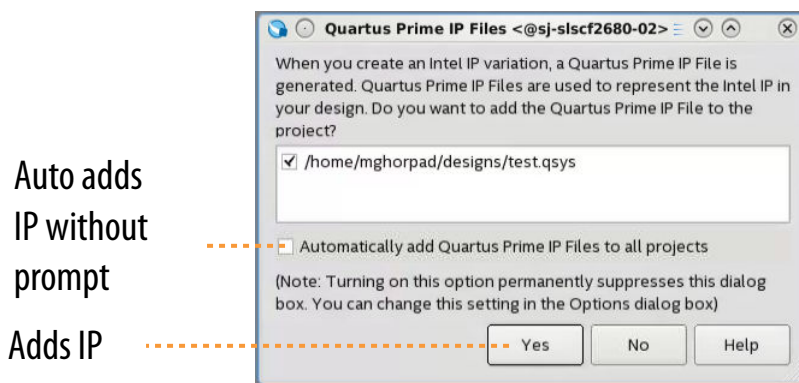 Quartus Prime IP Files <@sj-slscf2680-02>
When you create an Intel IP variation, a Quartus Prime IP File is
generated. Quartus Prime IP Files are used to represent the Intel IP in
your design. Do you want to add the Quartus Prime IP File to the
project?
/home/mghorpad/designs/test.qsys
Auto adds
IP without
prompt
Automatically add Quartus Prime IP Files to all projects
(Note: Turning on this option permanently suppresses this dialog
box. You can change this setting in the Options dialog box)
Adds IP
Yes
No
Help